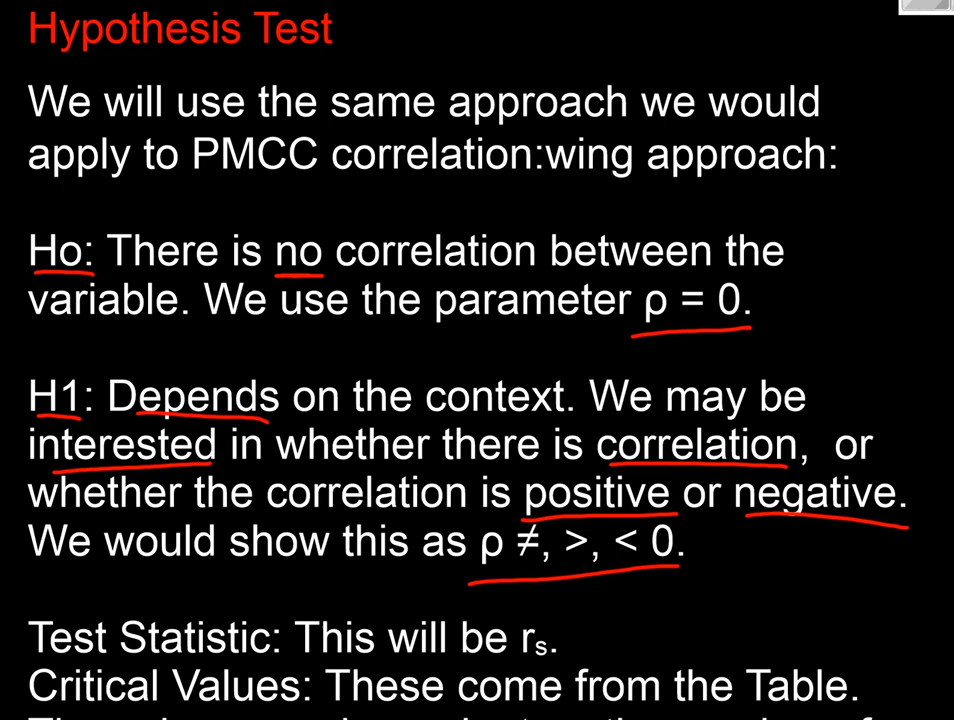 Hypothesis Test
We will use the same approach we would
apply to PMCC correlation:wing approach:
Ho: There is no correlation between the
variable. We use the parameter ρ = 0.
H1: Depends on the context. We may be
interested in whether there is correlation, or
whether the correlation is positive or negative.
We would show this as ρ ≠, >, < 0.
Test Statistic: This will be rₛ.
Critical Values: These come from the Table.